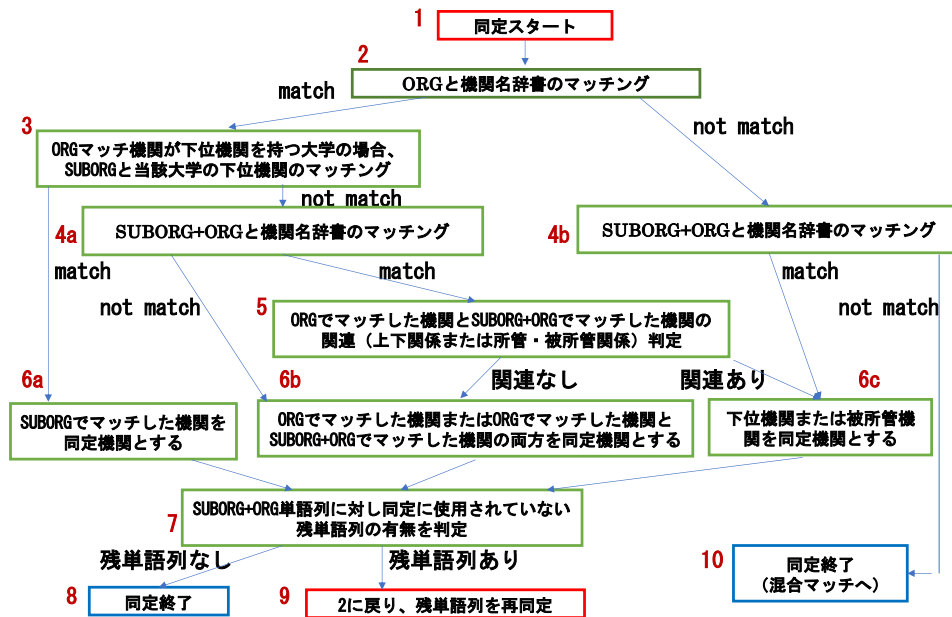 1
同定スタート
2
ORGと機関名辞書のマッチング
match
not match
3
ORGマッチ機関が下位機関を持つ大学の場合、
SUBORGと当該大学の下位機関のマッチング
not match
4a
SUBORG+ORGと機関名辞書のマッチング
4b
SUBORG+ORGと機関名辞書のマッチング
match
not match
match
match
not match
5
ORGでマッチした機関とSUBORG+ORGでマッチした機関の
関連（上下関係または所管・被所管関係）判定
関連なし
関連あり
6a
SUBORGでマッチした機関を
同定機関とする
6b
ORGでマッチした機関またはORGでマッチした機関と
SUBORG+ORGでマッチした機関の両方を同定機関とする
6c
下位機関または被所管機
関を同定機関とする
7
SUBORG+ORG単語列に対し同定に使用されていない
残単語列の有無を判定
残単語列なし
残単語列あり
8
同定終了
9
2に戻り、残単語列を再同定
10
同定終了
（混合マッチへ）